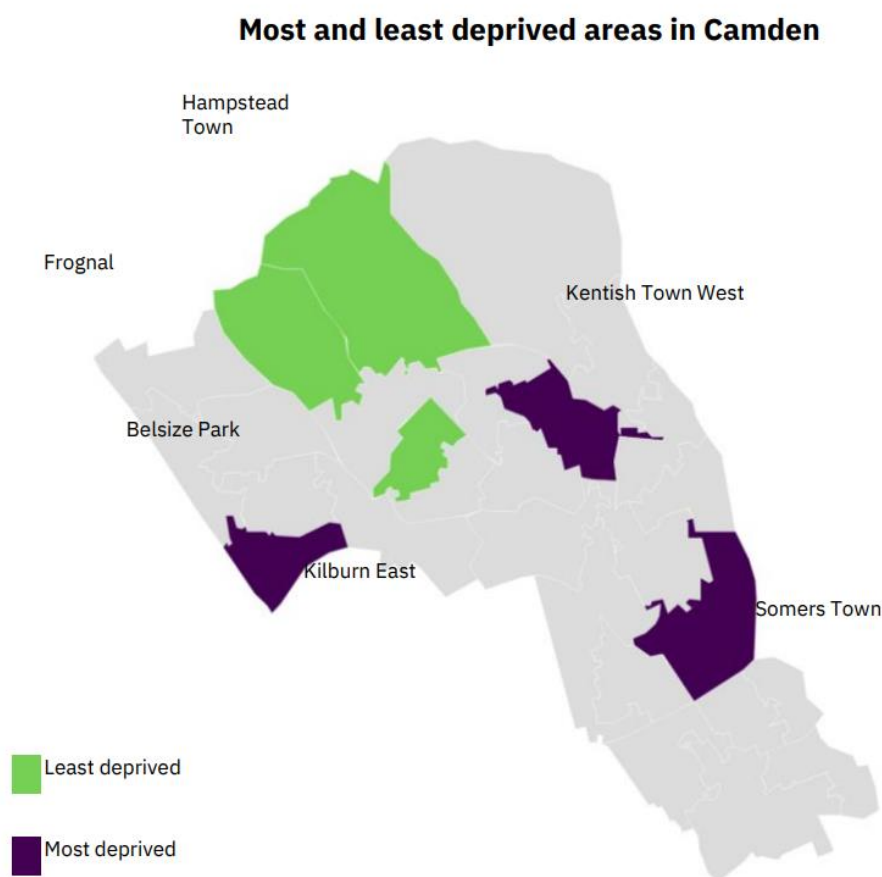 Most and least deprived areas in Camden
Hampstead
Town
Frognal
Kentish Town West
Belsize Park
Kilburn East
Somers Town
Least deprived
Most deprived